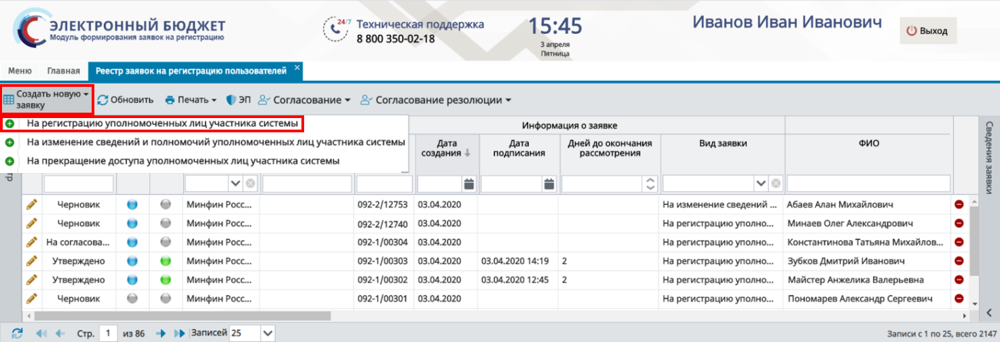 ЭЛЕКТРОННЫЙ БЮДЖЕТ
Модуль формирования заявок на регистрацию
24/7
Техническая поддержка
8 800 350-02-18
15:45
3 апреля
Пятница
Иванов Иван Иванович
Выход
Меню Главная Реестр заявок на регистрацию пользователей ×
Создать новую
заявку
Обновить Печать ЭП Согласование Согласование резолюции
На регистрацию уполномоченных лиц участника системы
На изменение сведений и полномочий уполномоченных лиц участника системы
На прекращение доступа уполномоченных лиц участника системы
Информация о заявке
Дата
создания
Дата
подписания
Дней до окончания
рассмотрения
Вид заявки
ФИО
Сведения заявки
Черновик Минфин Росс... 092-2/12753 03.04.2020 На изменение сведений ... Абаев Алан Михайлович
Черновик Минфин Росс... 092-2/12740 03.04.2020 На регистрацию уполно... Минаев Олег Александрович
На согласова... Минфин Росс... 092-1/00304 03.04.2020 На регистрацию уполно... Константинова Татьяна Михайлов...
Утверждено Минфин Росс... 092-1/00303 03.04.2020 03.04.2020 14:19 2 На регистрацию уполно... Зубков Дмитрий Иванович
Утверждено Минфин Росс... 092-1/00302 03.04.2020 03.04.2020 12:45 2 На регистрацию уполно... Майстер Анжелика Валерьевна
Черновик Минфин Росс... 092-1/00301 03.04.2020 На регистрацию уполно... Пономарев Александр Сергеевич
Стр. 1 из 86 Записей 25
Записи с 1 по 25, всего 2147